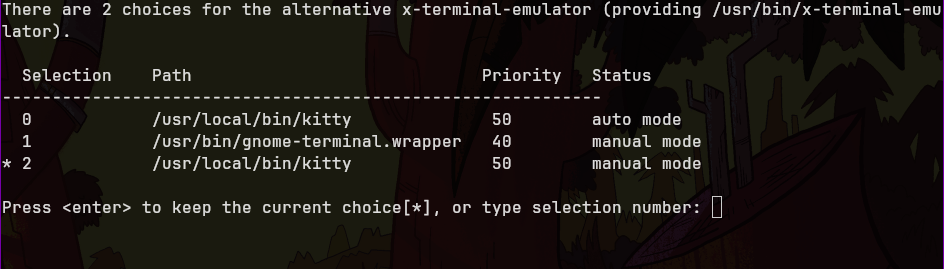 There are 2 choices for the alternative x-terminal-emulator (providing /usr/bin/x-terminal-emu
lator).
  Selection    Path                             Priority   Status
------------------------------------------------------------
  0            /usr/local/bin/kitty              50        auto mode
  1            /usr/bin/gnome-terminal.wrapper   40        manual mode
* 2            /usr/local/bin/kitty              50        manual mode
Press <enter> to keep the current choice[*], or type selection number: